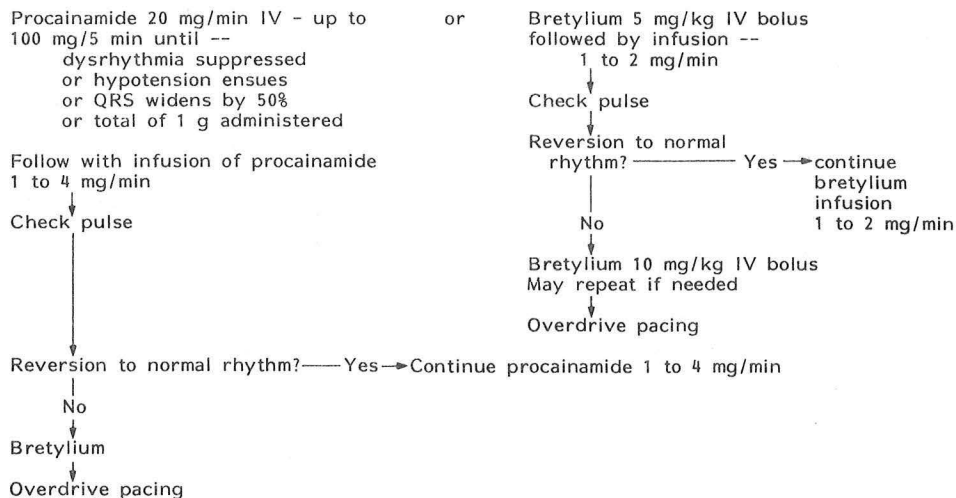 Procainamide 20 mg/min IV - up to
100 mg/5 min until --
dysrhythmia suppressed
or hypotension ensues
or QRS widens by 50%
or total of 1 g administered
Follow with infusion of procainamide
1 to 4 mg/min
Check pulse
Reversion to normal rhythm? Yes Continue procainamide 1 to 4 mg/min
No
Bretylium
Overdrive pacing
or
Bretylium 5 mg/kg IV bolus
followed by infusion --
1 to 2 mg/min
Check pulse
Reversion to normal
rhythm? Yes continue
bretylium
infusion
1 to 2 mg/min
No
Bretylium 10 mg/kg IV bolus
May repeat if needed
Overdrive pacing